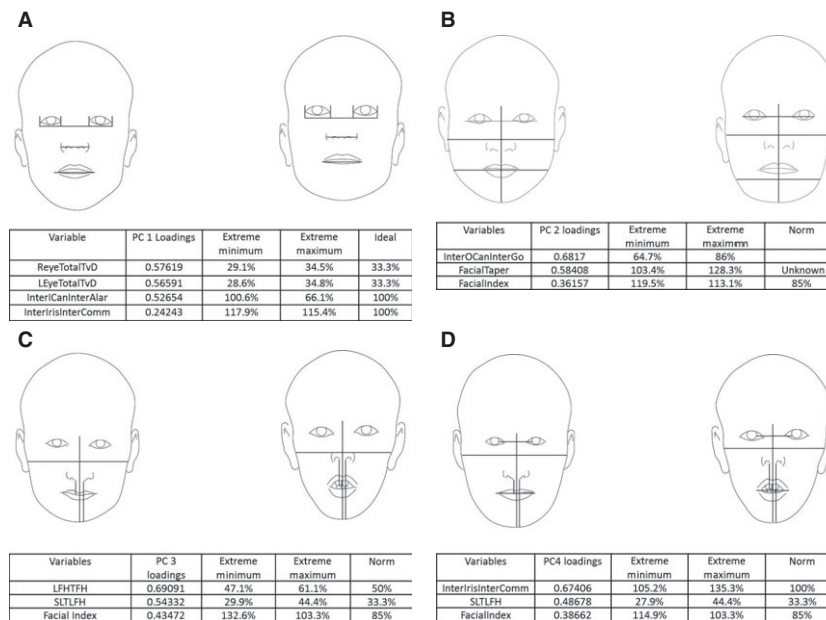 A
Variable PC 1 Loadings Extreme minimum Extreme maximum Ideal
ReyeTotalTvD 0.57619 29.1% 34.5% 33.3%
LEyeTotalTvD 0.56591 28.6% 34.8% 33.3%
InterICanInterAlar 0.52654 100.6% 66.1% 100%
InterIrisInterComm 0.24243 117.9% 115.4% 100%
B
Variables PC 2 loadings Extreme minimum Extreme maximm Norm
InterOCanInterGo 0.6817 64.7% 86%
FacialTaper 0.58408 103.4% 128.3% Unknown
FacialIndex 0.36157 119.5% 113.1% 85%
C
Variables PC 3 loadings Extreme minimum Extreme maximum Norm
LFHTFH 0.69091 47.1% 61.1% 50%
SLTLFH 0.54332 29.9% 44.4% 33.3%
Facial Index 0.43472 132.6% 103.3% 85%
D
Variables PC4 loadings Extreme minimum Extreme maximum Norm
InterIrisInterComm 0.67406 105.2% 135.3% 100%
SLTLFH 0.48678 27.9% 44.4% 33.3%
FacialIndex 0.38662 114.9% 103.3% 85%